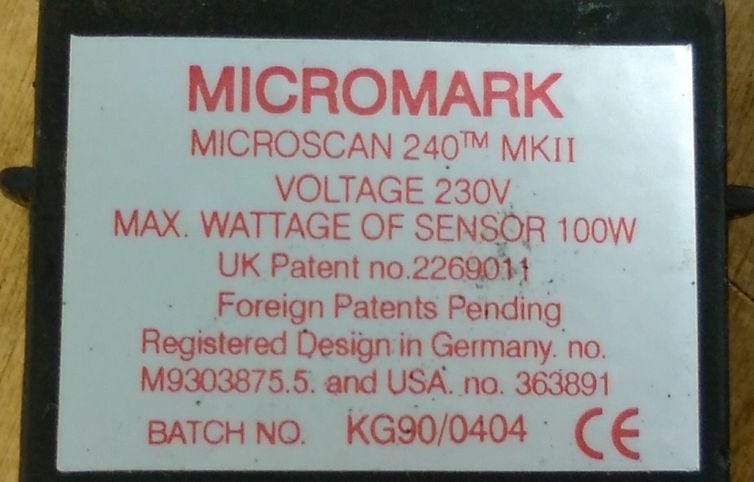 MICROMARK
MICROSCAN 240™ MKII
VOLTAGE 230V
MAX. WATTAGE OF SENSOR 100W
UK Patent no.2269011
Foreign Patents Pending
Registered Design in Germany. no.
M9303875.5. and USA. no. 363891
BATCH NO. KG90/0404 CE